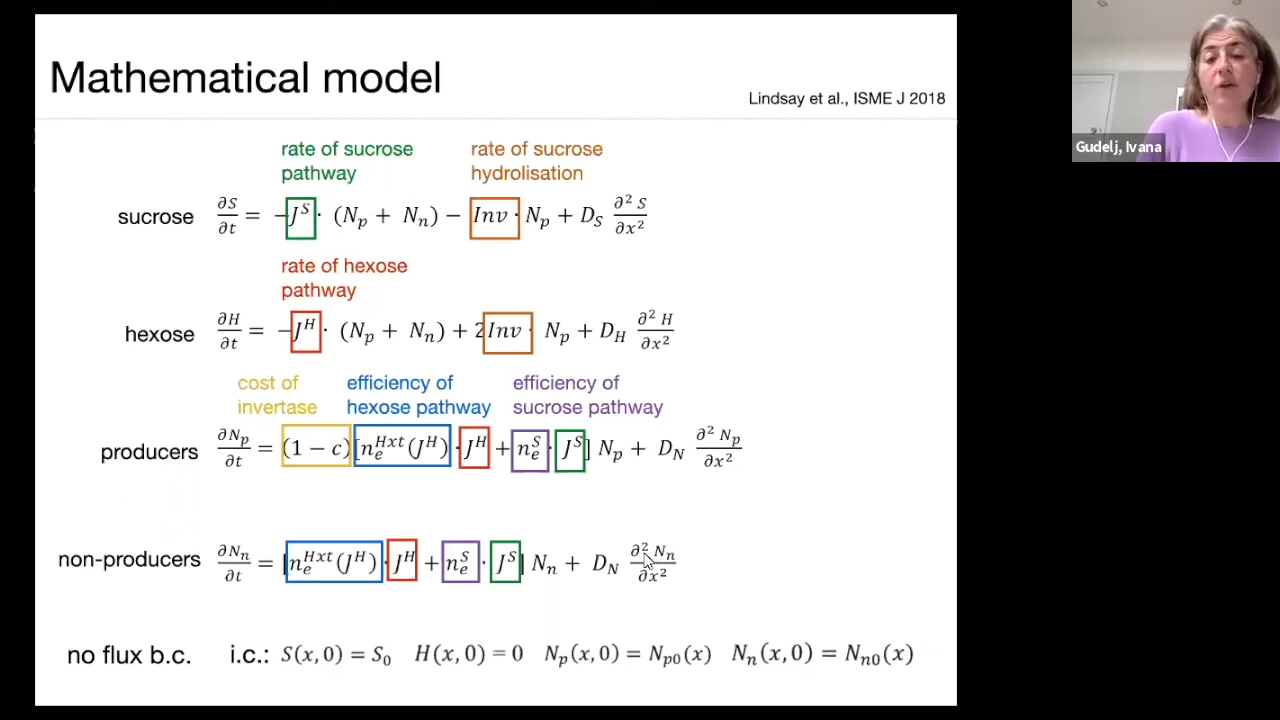 Mathematical model
Lindsay et al., ISME J 2018
Gudelj, Ivana
rate of sucrose pathway
rate of sucrose hydrolisation
sucrose ∂S/∂t = −J^S · (N_p + N_n) − Inv · N_p + D_S ∂²S/∂x²
rate of hexose pathway
hexose ∂H/∂t = −J^H · (N_p + N_n) + 2Inv · N_p + D_H ∂²H/∂x²
cost of invertase
efficiency of hexose pathway
efficiency of sucrose pathway
producers ∂N_p/∂t = (1 − c)[n_e^{Hxt}(J^H) · J^H + n_e^S · J^S] N_p + D_N ∂²N_p/∂x²
non-producers ∂N_n/∂t = [n_e^{Hxt}(J^H) · J^H + n_e^S · J^S] N_n + D_N ∂²N_n/∂x²
no flux b.c. i.c.: S(x, 0) = S_0 H(x, 0) = 0 N_p(x, 0) = N_{p0}(x) N_n(x, 0) = N_{n0}(x)